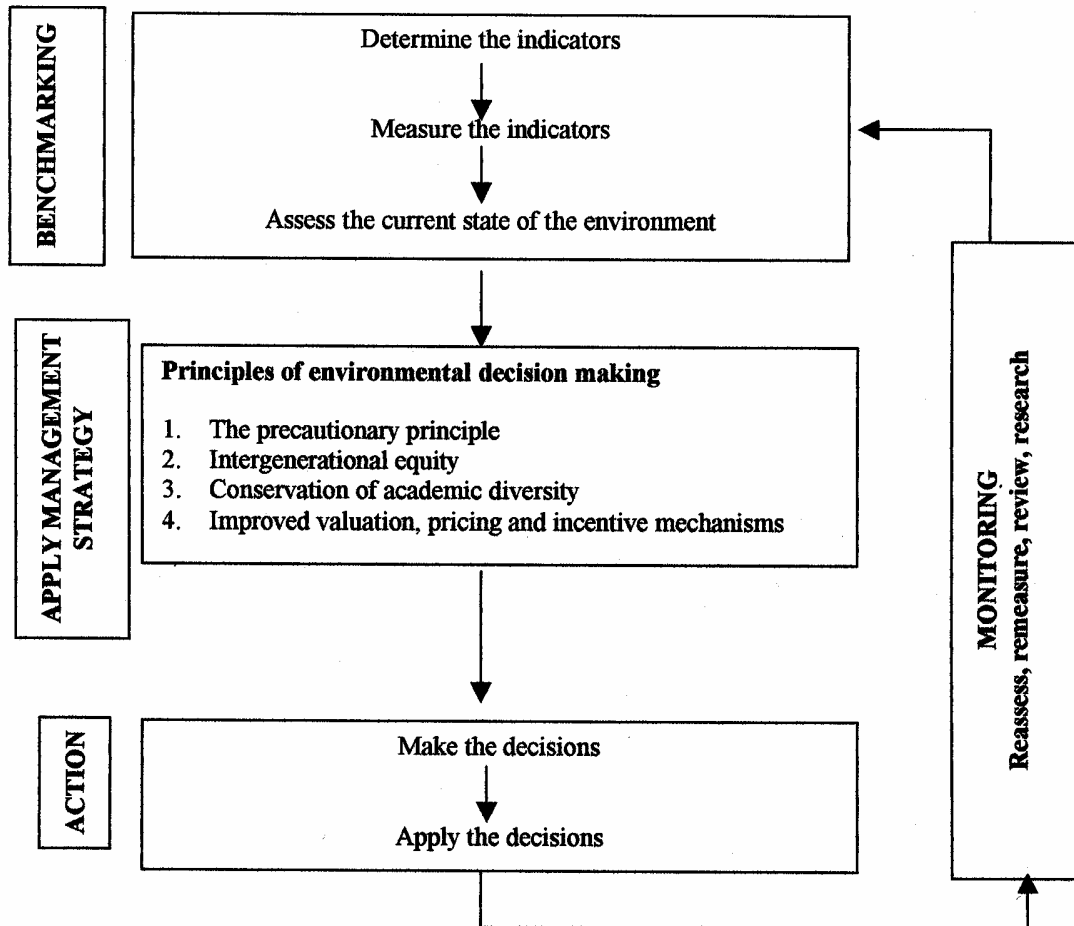 BENCHMARKING
Determine the indicators
Measure the indicators
Assess the current state of the environment
APPLY MANAGEMENT
STRATEGY
Principles of environmental decision making
1. The precautionary principle
2. Intergenerational equity
3. Conservation of academic diversity
4. Improved valuation, pricing and incentive mechanisms
ACTION
Make the decisions
Apply the decisions
MONITORING
Reassess, remeasure, review, research